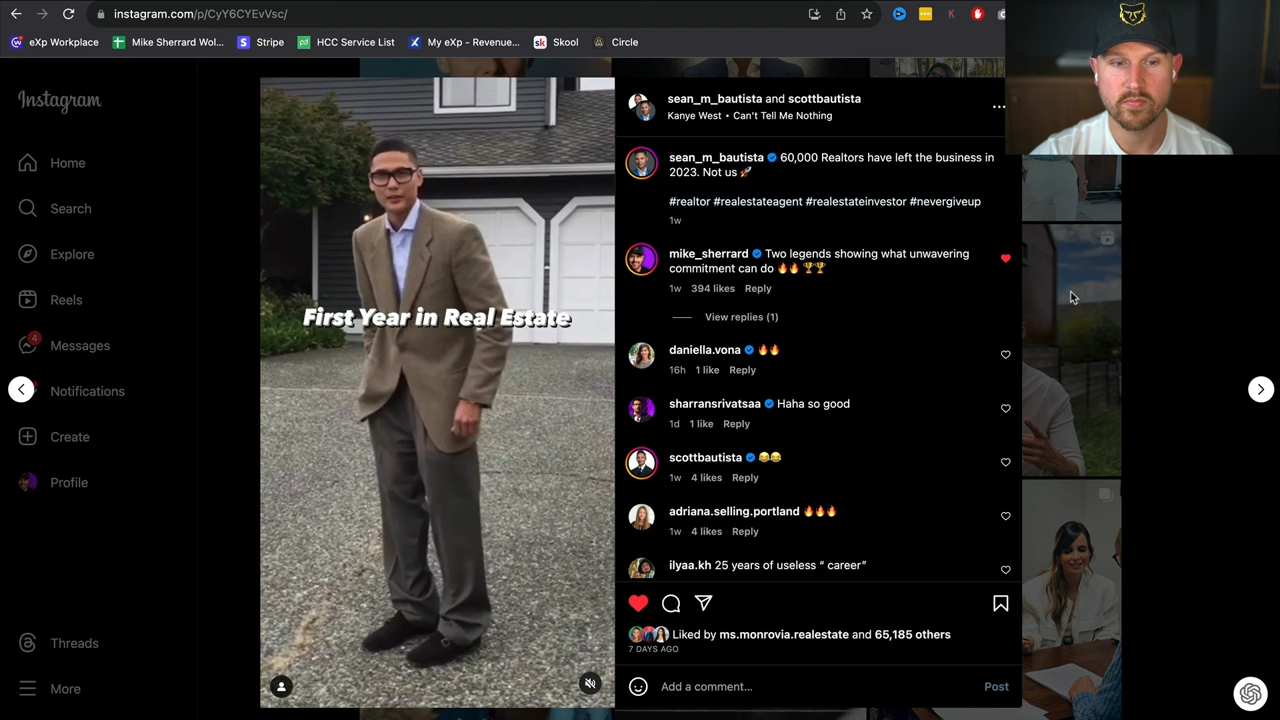 instagram.com/p/CyY6CYEvVsc/
eXp Workplace
Mike Sherrard Wol...
Stripe
HCC Service List
My eXp - Revenue...
Skool
Circle
Instagram
Home
Search
Explore
Reels
4
Messages
Notifications
Create
Profile
Threads
More
First Year in Real Estate
sean_m_bautista and scottbautista
Kanye West • Can't Tell Me Nothing
sean_m_bautista 60,000 Realtors have left the business in
2023. Not us 🚀
#realtor #realestateagent #realestateinvestor #nevergiveup
1w
mike_sherrard Two legends showing what unwavering
commitment can do 🔥🔥 🏆🏆
1w 394 likes Reply
View replies (1)
daniella.vona 🔥🔥
16h 1 like Reply
sharransrivatsaa Haha so good
1d 1 like Reply
scottbautista 😂😂
1w 4 likes Reply
adriana.selling.portland 🔥🔥🔥
1w 4 likes Reply
ilyaa.kh 25 years of useless “ career”
Liked by ms.monrovia.realestate and 65,185 others
7 DAYS AGO
Add a comment...
Post